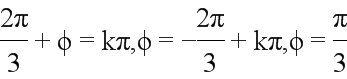 2π/3 + ϕ = kπ,ϕ = −2π/3 + kπ,ϕ = π/3